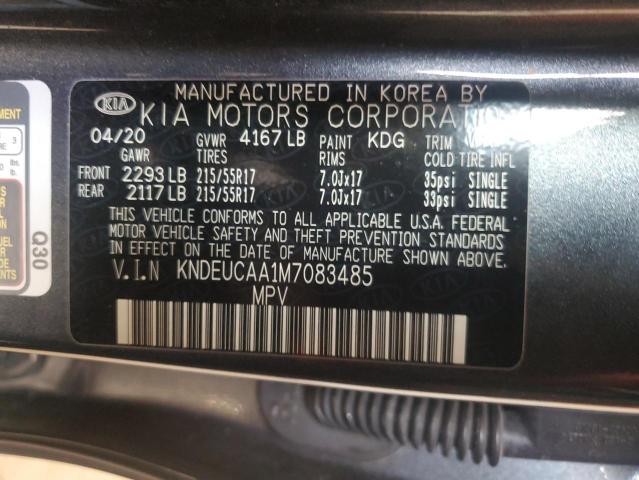 MANUFACTURED IN KOREA BY
KIA KIA MOTORS CORPORATION
04/20 GVWR 4167 LB PAINT KDG TRIM
GAWR TIRES RIMS COLD TIRE INFL
FRONT 2293 LB 215/55R17 7.0Jx17 35psi SINGLE
REAR 2117 LB 215/55R17 7.0Jx17 33psi SINGLE
THIS VEHICLE CONFORMS TO ALL APPLICABLE U.S.A. FEDERAL
MOTOR VEHICLE SAFETY AND THEFT PREVENTION STANDARDS
IN EFFECT ON THE DATE OF MANUFACTURE SHOWN ABOVE.
V.I.N KNDEUCAA1M7083485
MPV
Q30